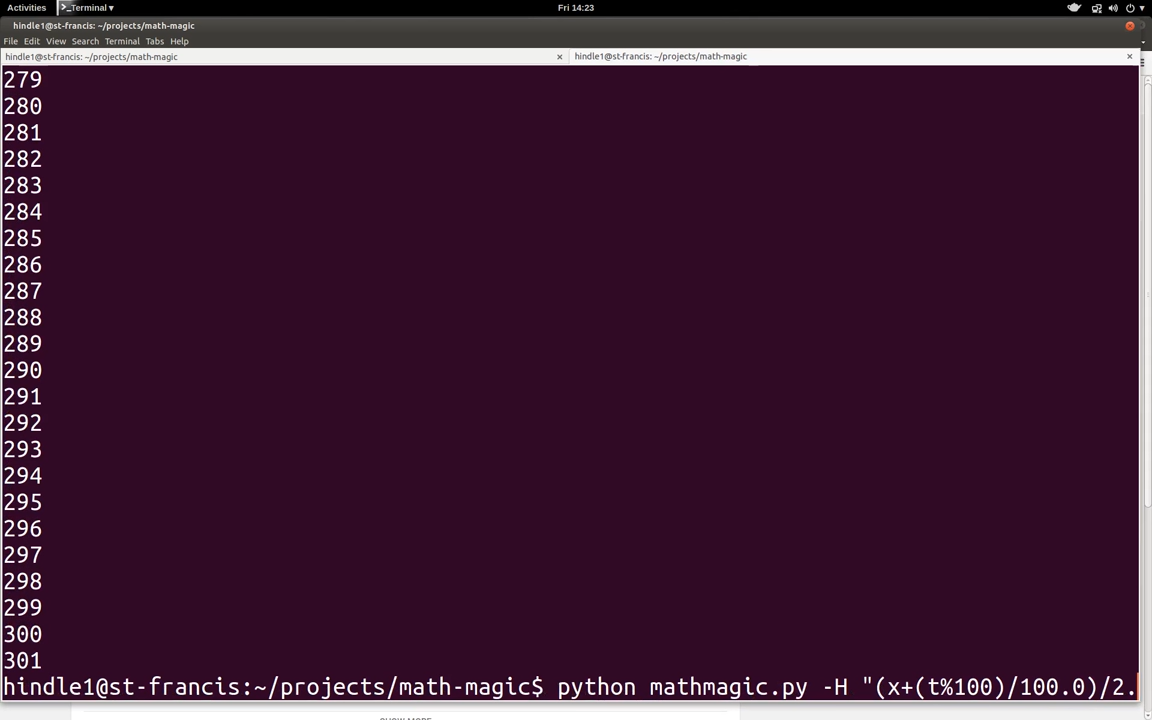 Activities
Terminal
Fri 14:23
hindle1@st-francis: ~/projects/math-magic
File Edit View Search Terminal Tabs Help
hindle1@st-francis: ~/projects/math-magic
hindle1@st-francis: ~/projects/math-magic
279
280
281
282
283
284
285
286
287
288
289
290
291
292
293
294
295
296
297
298
299
300
301
hindle1@st-francis:~/projects/math-magic$ python mathmagic.py -H "(x+(t%100)/100.0)/2.
SHOW MORE